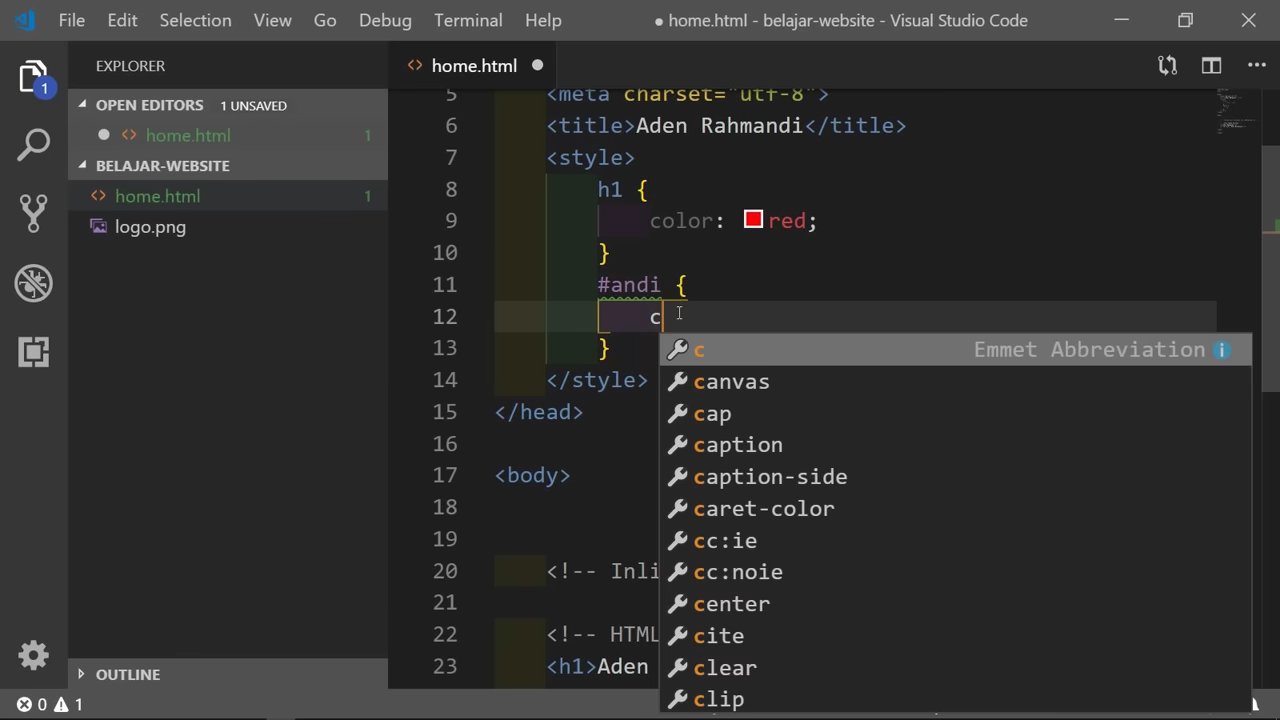 File Edit Selection View Go Debug Terminal Help ● home.html - belajar-website - Visual Studio Code
EXPLORER
OPEN EDITORS 1 UNSAVED
home.html 1
BELAJAR-WEBSITE
home.html 1
logo.png
OUTLINE
1
home.html
5 <meta charset="utf-8">
6 <title>Aden Rahmandi</title>
7 <style>
8 h1 {
9 color: red;
10 }
11 #andi {
12 c
13 }
14 </style>
15 </head>
16
17 <body>
18
19
20 <!-- Inli
21
22 <!-- HTML
23 <h1>Aden
c Emmet Abbreviation
canvas
cap
caption
caption-side
caret-color
cc:ie
cc:noie
center
cite
clear
clip
0 1